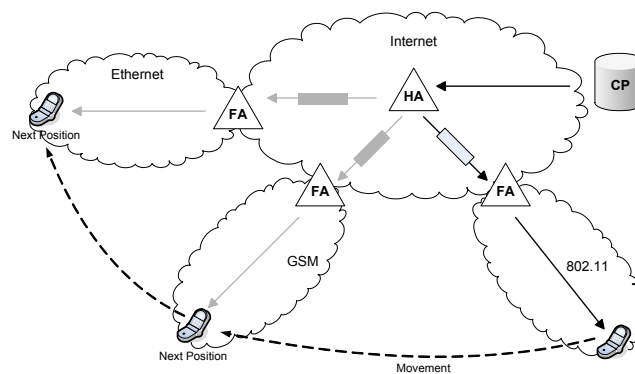 Internet
Ethernet
CP
HA
FA
Next Position
FA
FA
GSM
802.11
Next Position
Movement